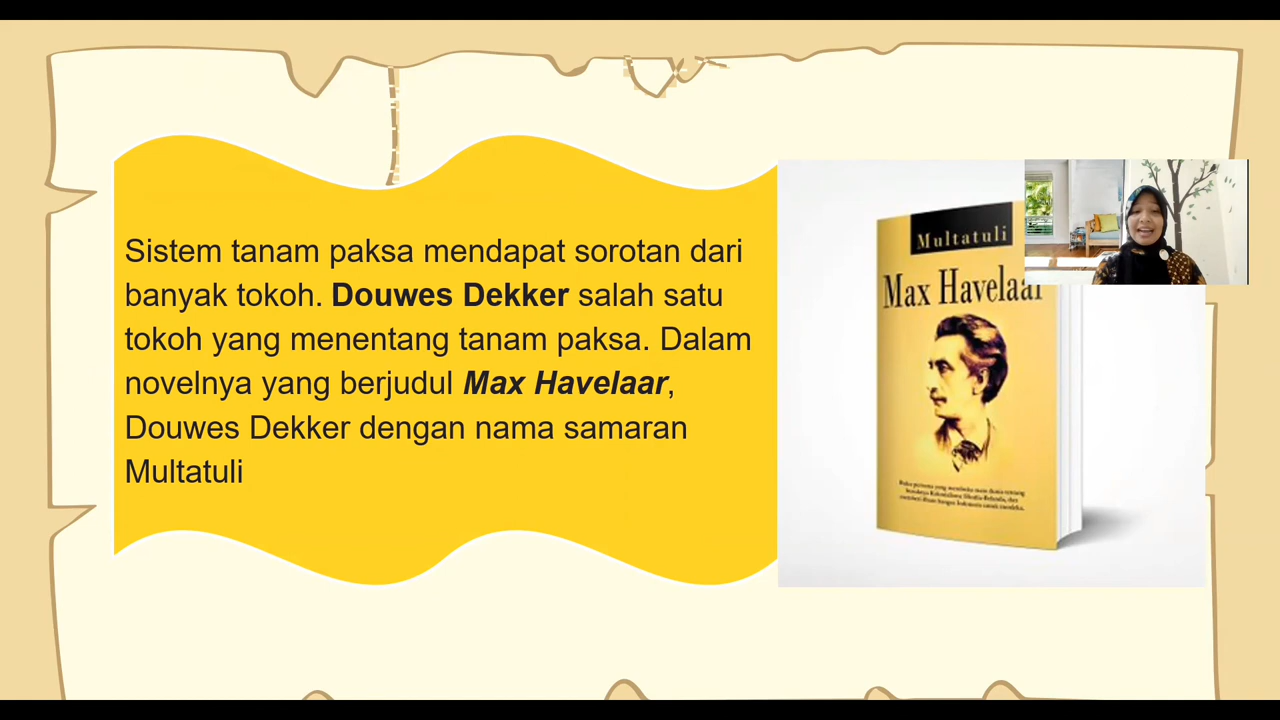 Sistem tanam paksa mendapat sorotan dari
banyak tokoh. Douwes Dekker salah satu
tokoh yang menentang tanam paksa. Dalam
novelnya yang berjudul Max Havelaar,
Douwes Dekker dengan nama samaran
Multatuli
Multatuli
Max Havelaar